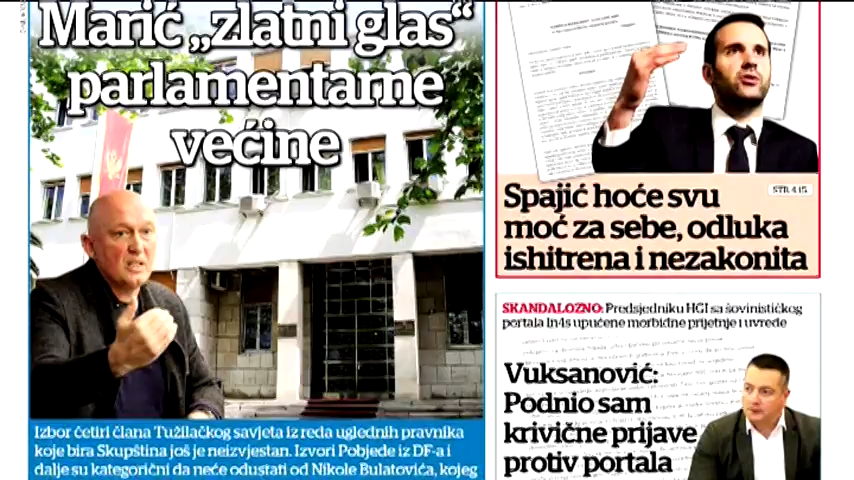 Marić „zlatni glas“
parlamentarne
većine
Izbor četiri člana Tužilačkog savjeta iz reda uglednih pravnika
koje bira Skupština još je neizvjestan. Izvori Pobjede iz DF-a i
dalje su kategorični da neće odustati od Nikole Bulatovića, kojeg
STR. 4.15.
Spajić hoće svu
moć za sebe, odluka
ishitrena i nezakonita
SKANDALOZNO: Predsjedniku HGI sa šovinističkog
portala In4s upućene morbidne prijetnje i uvrede
Vuksanović:
Podnio sam
krivične prijave
protiv portala